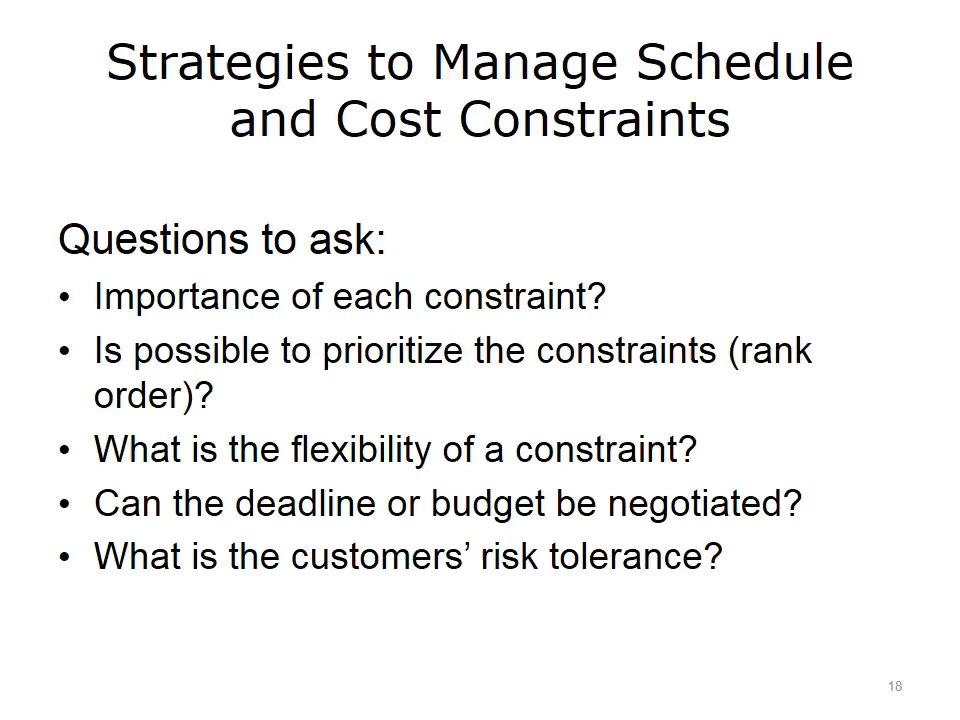 Strategies to Manage Schedule
and Cost Constraints
Questions to ask:
• Importance of each constraint?
• Is possible to prioritize the constraints (rank
order)?
• What is the flexibility of a constraint?
• Can the deadline or budget be negotiated?
• What is the customers’ risk tolerance?
18